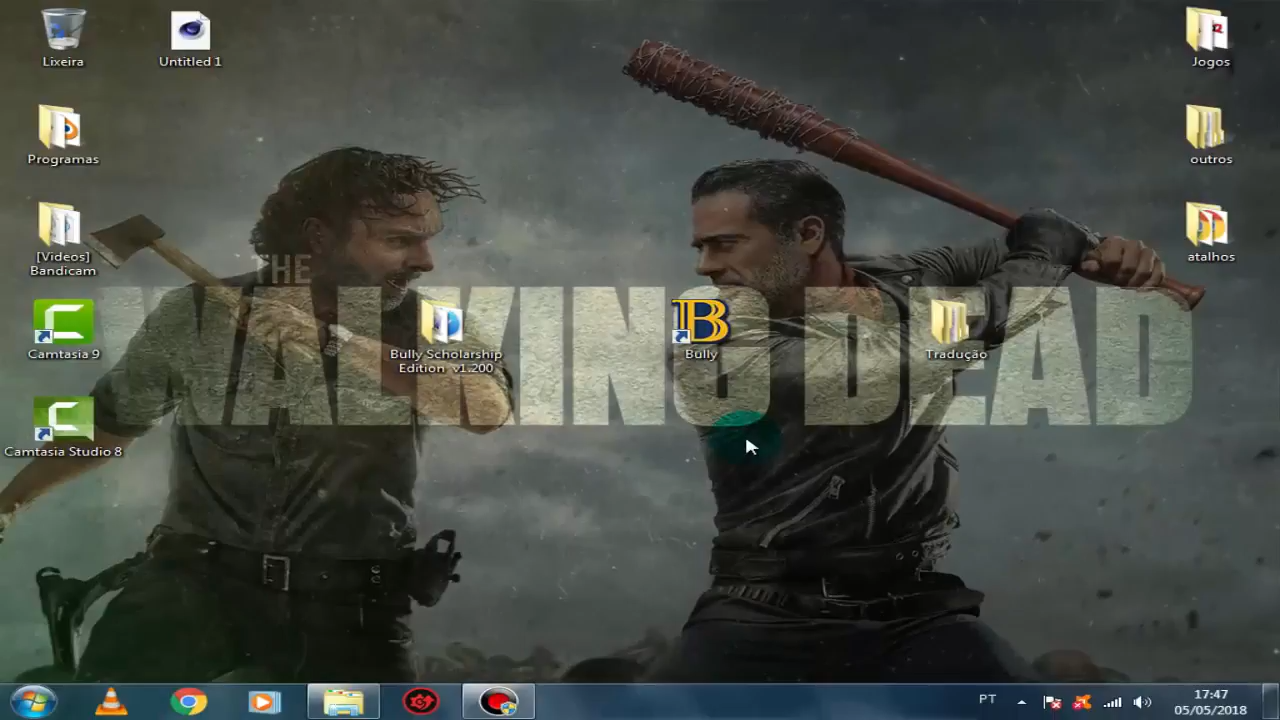 Lixeira
Untitled 1
Jogos
Programas
outros
[Videos]
Bandicam
atalhos
THE
WALKING DEAD
Camtasia 9
Bully Scholarship
Edition v1.200
B
Bully
Tradução
Camtasia Studio 8
PT
17:47
05/05/2018